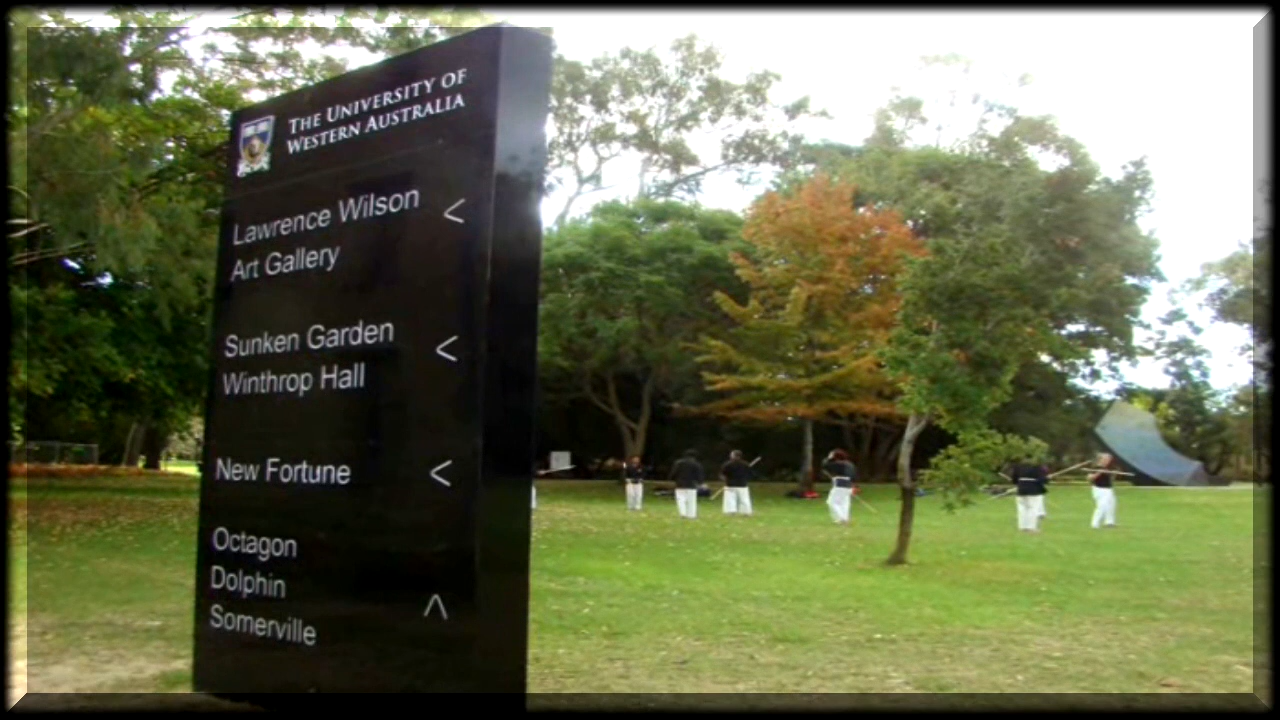 THE UNIVERSITY OF
WESTERN AUSTRALIA
Lawrence Wilson <
Art Gallery
Sunken Garden <
Winthrop Hall
New Fortune <
Octagon
Dolphin
Somerville